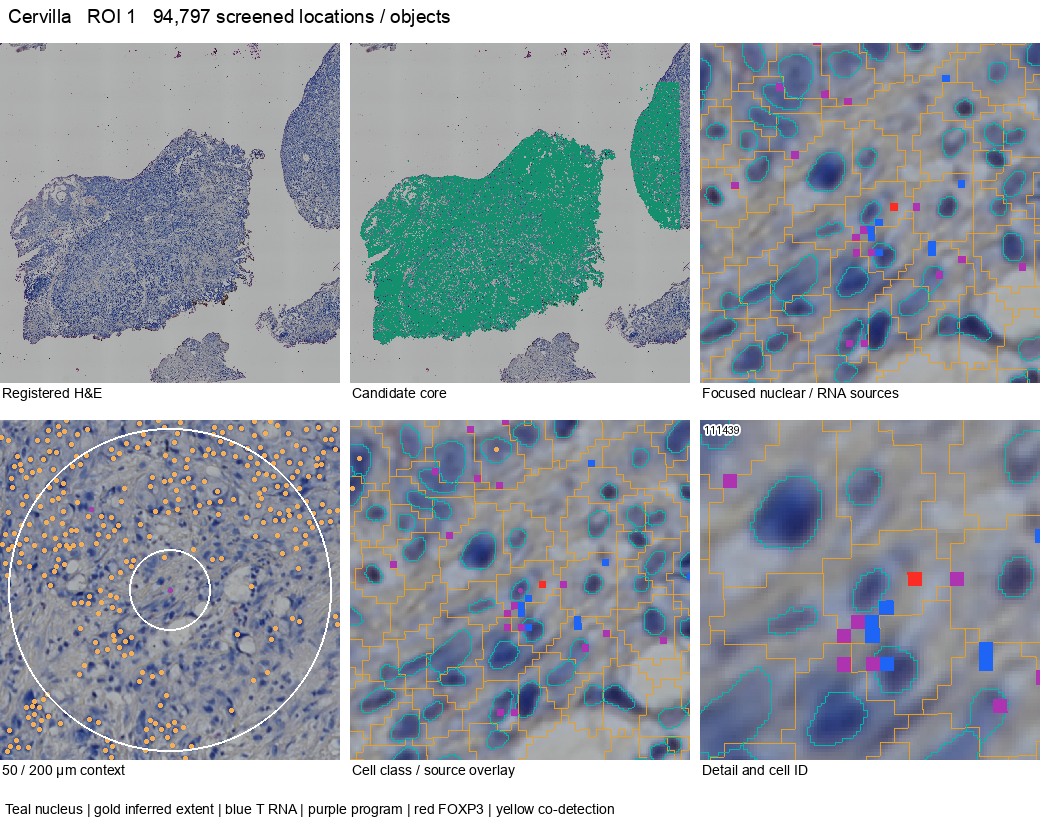 Cervilla ROI 1 94,797 screened locations / objects
Registered H&E
Candidate core
Focused nuclear / RNA sources
111439
50 / 200 µm context
Cell class / source overlay
Detail and cell ID
Teal nucleus | gold inferred extent | blue T RNA | purple program | red FOXP3 | yellow co-detection